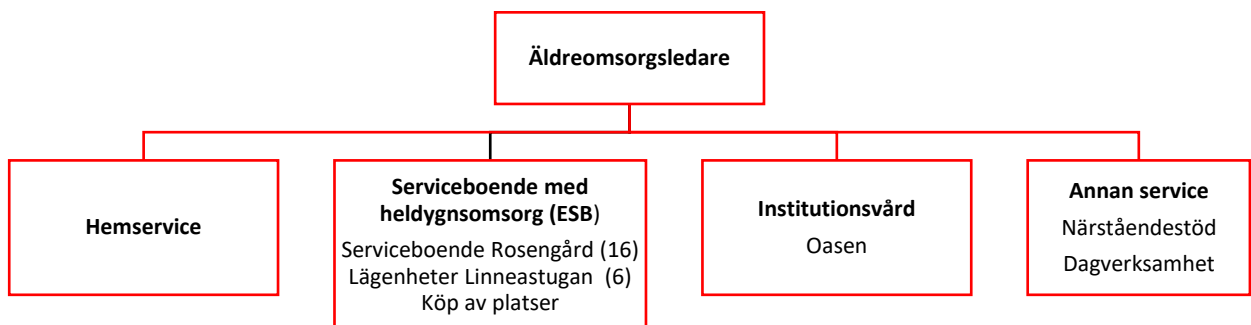 Äldreomsorgsledare
Hemservice
Serviceboende med
heldygnsomsorg (ESB)
Serviceboende Rosengård (16)
Lägenheter Linneastugan (6)
Köp av platser
Institutionsvård
Oasen
Annan service
Närståendestöd
Dagverksamhet